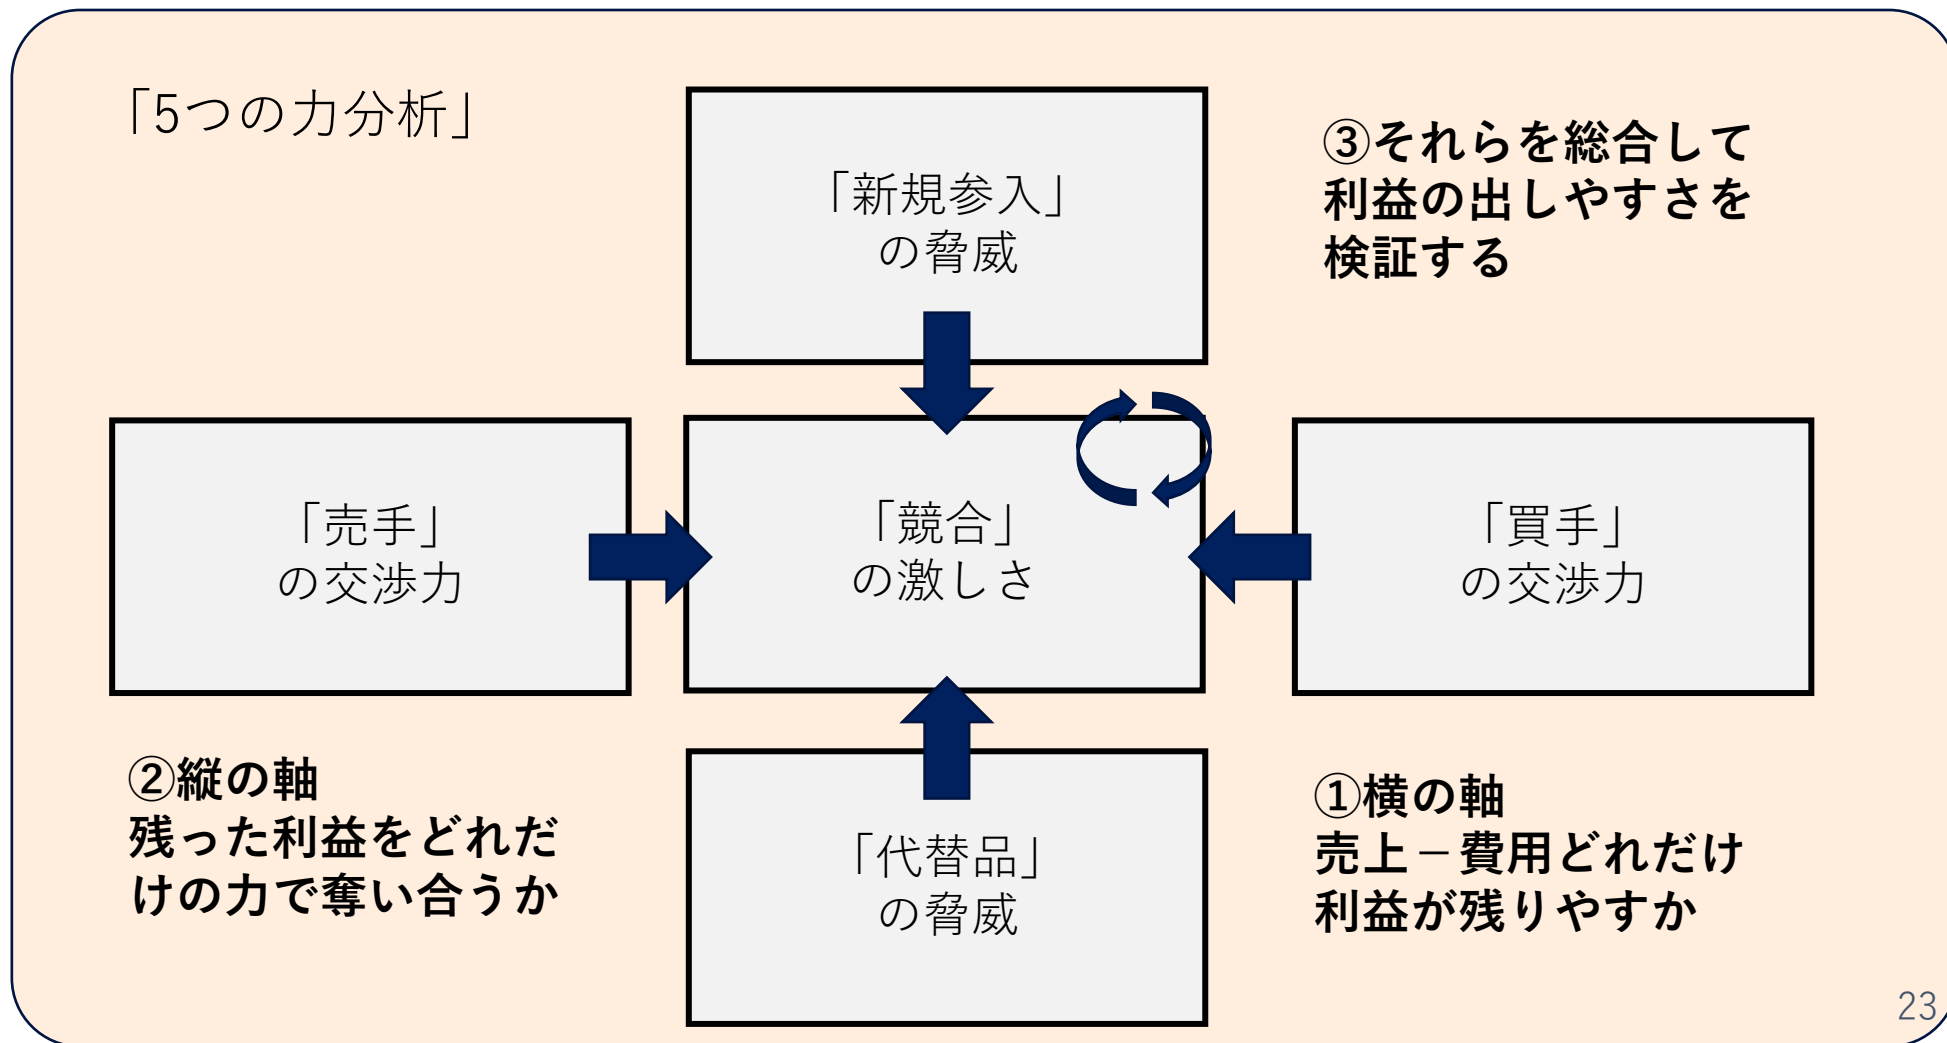 「5つの力分析」
「新規参入」
の脅威
③それらを総合して
利益の出しやすさを
検証する
「売手」
の交渉力
「競合」
の激しさ
「買手」
の交渉力
②縦の軸
残った利益をどれだ
けの力で奪い合うか
「代替品」
の脅威
①横の軸
売上－費用どれだけ
利益が残りやすか
23